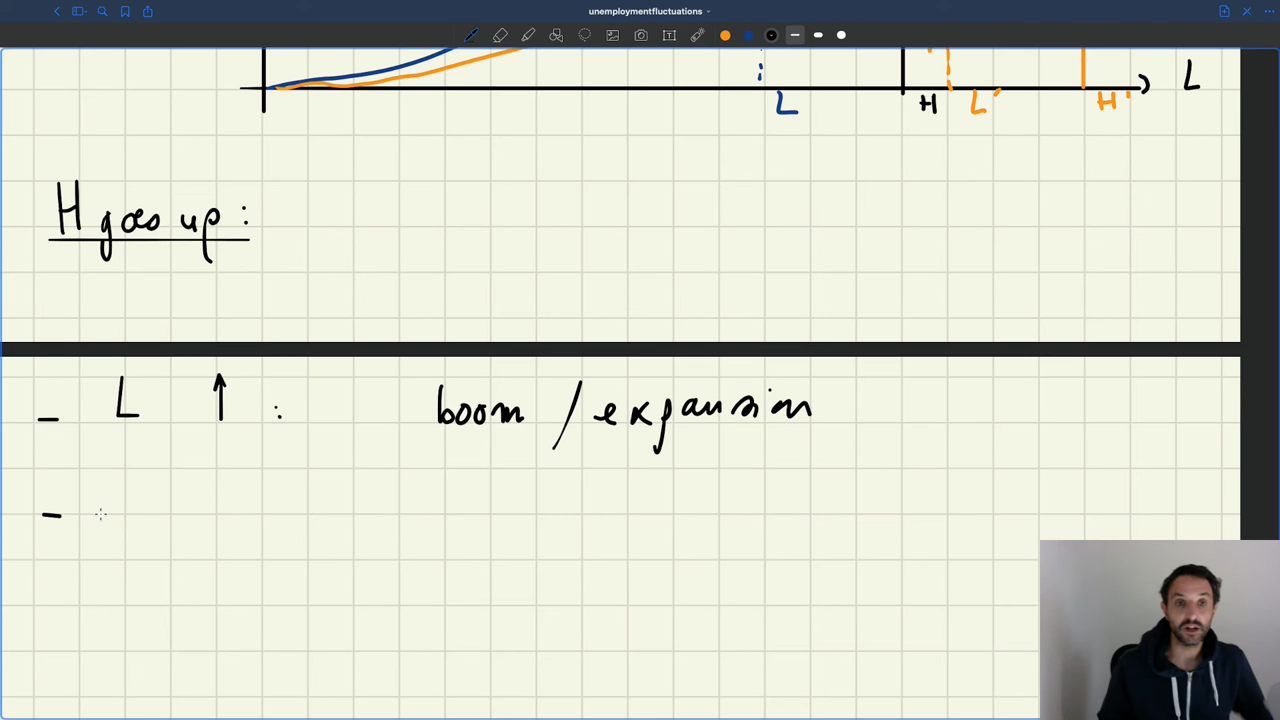 unemploymentfluctuations
L
L H L' H'
H goes up :
- L ↑ : boom / expansion
-